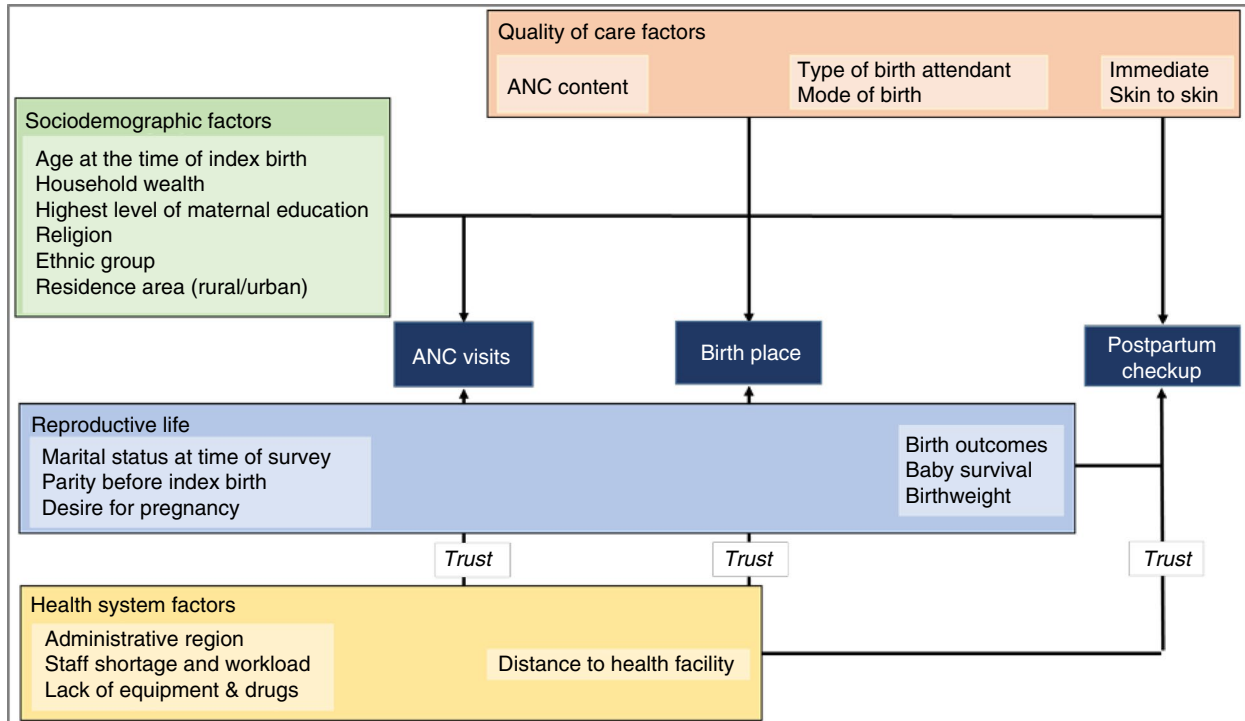 Quality of care factors
ANC content
Type of birth attendant
Mode of birth
Immediate
Skin to skin
Sociodemographic factors
Age at the time of index birth
Household wealth
Highest level of maternal education
Religion
Ethnic group
Residence area (rural/urban)
ANC visits
Birth place
Postpartum
checkup
Reproductive life
Marital status at time of survey
Parity before index birth
Desire for pregnancy
Birth outcomes
Baby survival
Birthweight
Trust
Trust
Trust
Health system factors
Administrative region
Staff shortage and workload
Lack of equipment & drugs
Distance to health facility